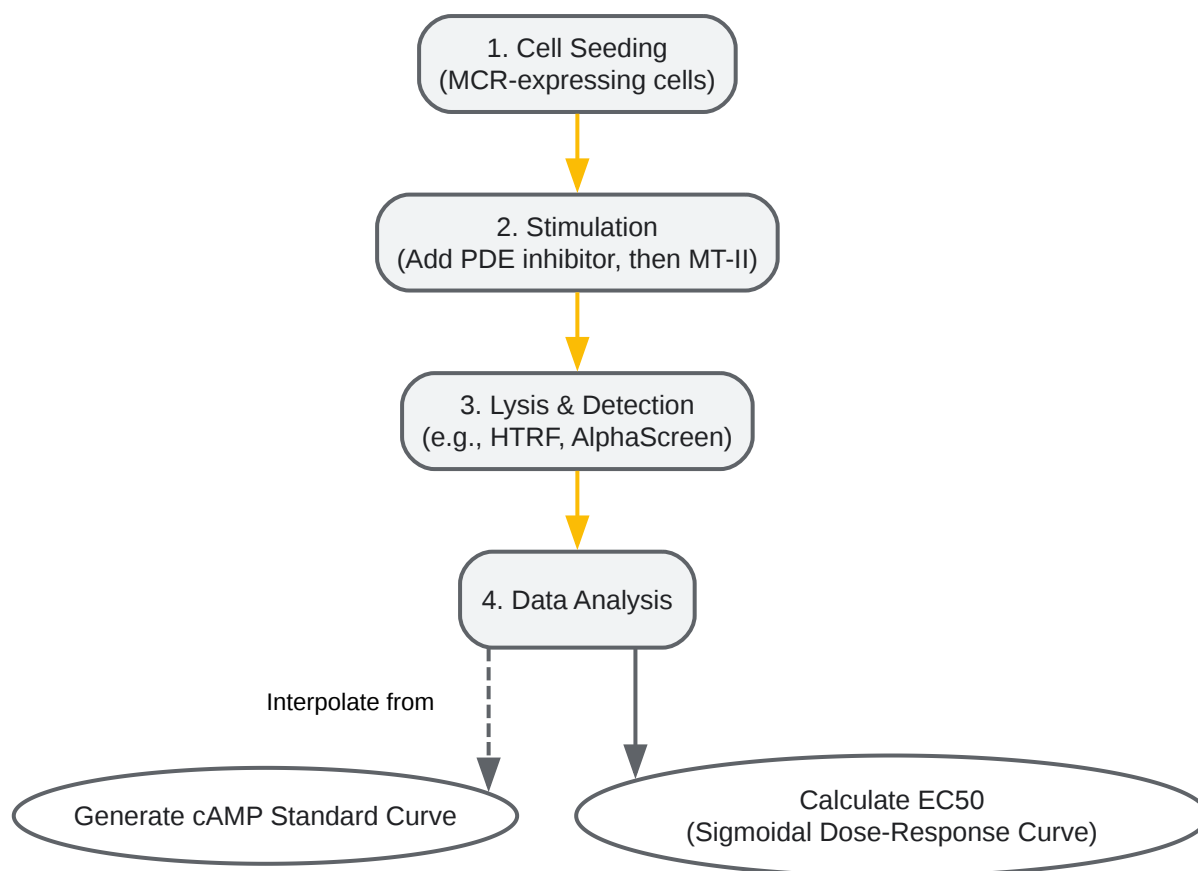 1. Cell Seeding
(MCR-expressing cells)
2. Stimulation
(Add PDE inhibitor, then MT-II)
3. Lysis & Detection
(e.g., HTRF, AlphaScreen)
4. Data Analysis
Interpolate from
Generate cAMP Standard Curve
Calculate EC50
(Sigmoidal Dose-Response Curve)